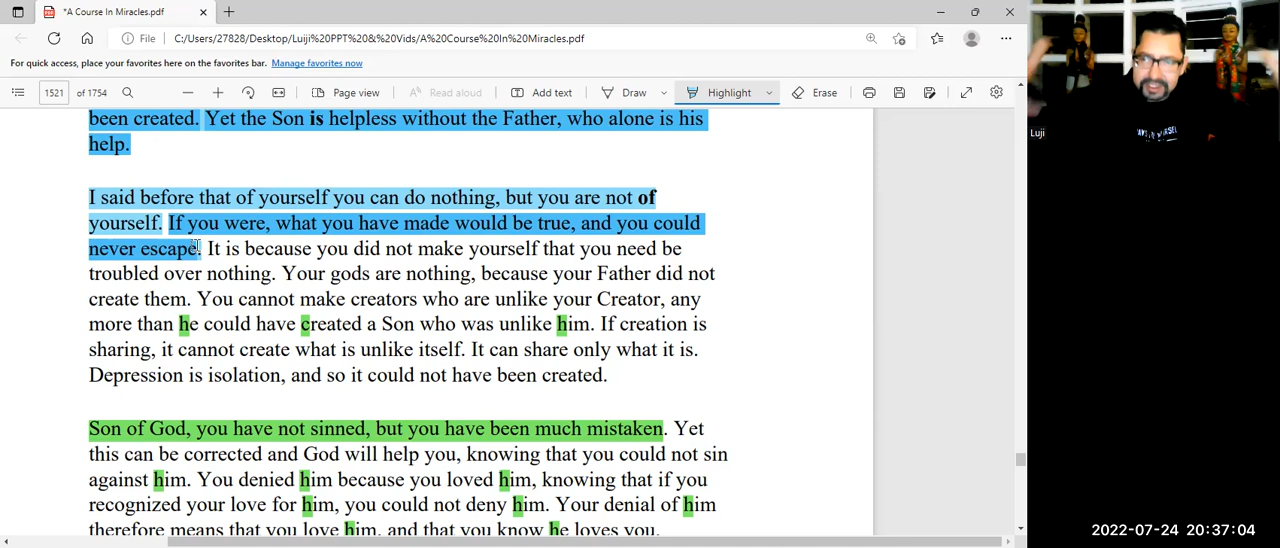 *A Course In Miracles.pdf
File
C:/Users/27828/Desktop/Luiji%20PPT%20&%20Vids/A%20Course%20In%20Miracles.pdf
For quick access, place your favorites here on the favorites bar. Manage favorites now
1521 of 1754
Page view
Read aloud
Add text
Draw
Highlight
Erase
been created. Yet the Son is helpless without the Father, who alone is his
help.
I said before that of yourself you can do nothing, but you are not of
yourself. If you were, what you have made would be true, and you could
never escape. It is because you did not make yourself that you need be
troubled over nothing. Your gods are nothing, because your Father did not
create them. You cannot make creators who are unlike your Creator, any
more than he could have created a Son who was unlike him. If creation is
sharing, it cannot create what is unlike itself. It can share only what it is.
Depression is isolation, and so it could not have been created.
Son of God, you have not sinned, but you have been much mistaken. Yet
this can be corrected and God will help you, knowing that you could not sin
against him. You denied him because you loved him, knowing that if you
recognized your love for him, you could not deny him. Your denial of him
therefore means that you love him, and that you know he loves you.
Luji
2022-07-24 20:37:04